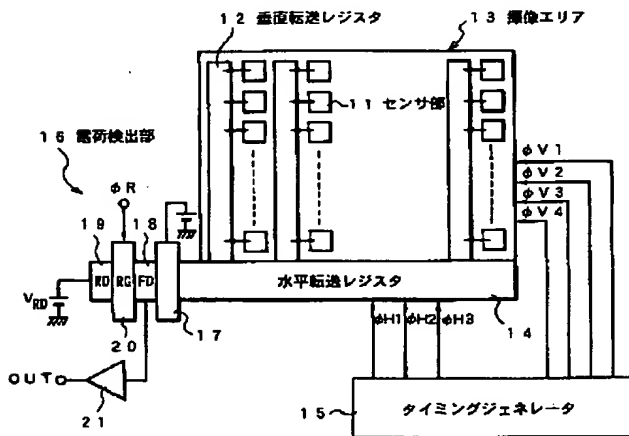 12 垂直転送レジスタ
13 撮像エリア
11 センサ部
16 電荷検出部
φR
19
18
φV1
φV2
φV3
φV4
RD
RG
FD
水平転送レジスタ
VRD
20
17
φH1
φH2
φH3
14
OUT
21
15
タイミングジェネレータ